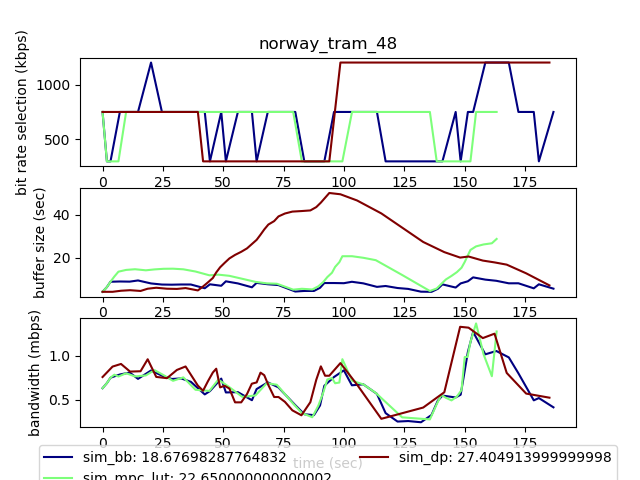 norway_tram_48
bit rate selection (kbps)
1000
500
0 25 50 75 100 125 150 175
buffer size (sec)
40
20
0 25 50 75 100 125 150 175
bandwidth (mbps)
1.0
0.5
0 25 50 75 100 125 150 175
time (sec)
sim_bb: 18.67698287764832
sim_dp: 27.404913999999998
sim_mpc_lut: 22.650000000000002